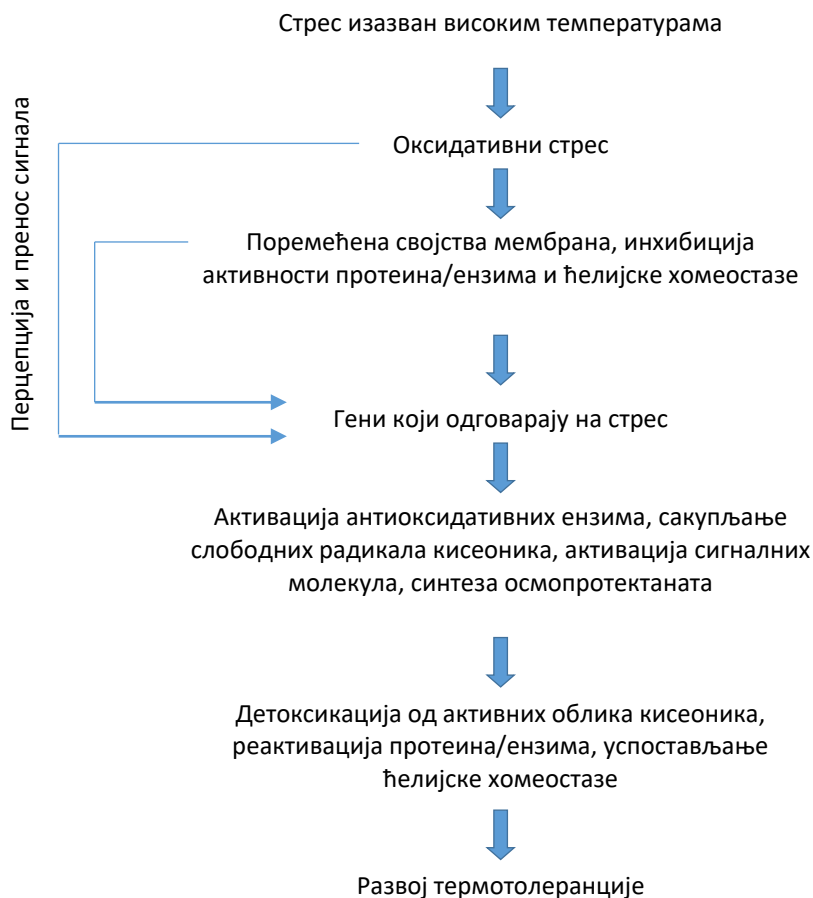 Стрес изазван високим температурама
Перцепција и пренос сигнала
Оксидативни стрес
Поремећена својства мембрана, инхибиција
активности протеина/ензима и ћелијске хомеостазе
Гени који одговарају на стрес
Активација антиоксидативних ензима, сакупљање
слободних радикала кисеоника, активација сигналних
молекула, синтеза осмопротектаната
Детоксикација од активних облика кисеоника,
реактивација протеина/ензима, успостављање
ћелијске хомеостазе
Развој термотолеранције